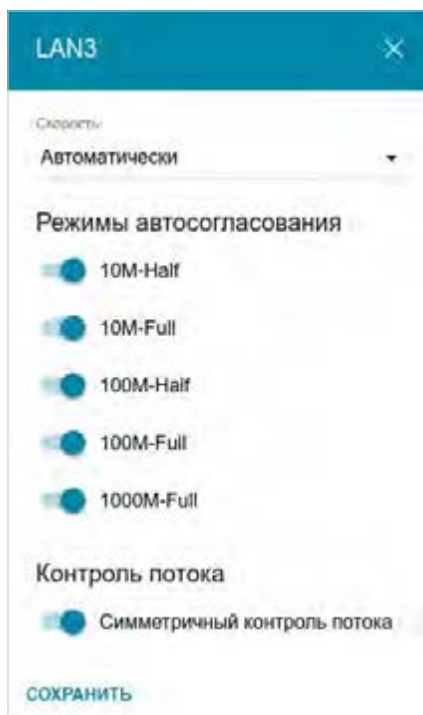 LAN3
Скорость
Автоматически
Режимы автосогласования
10M-Half
10M-Full
100M-Half
100M-Full
1000M-Full
Контроль потока
Симметричный контроль потока
СОХРАНИТЬ